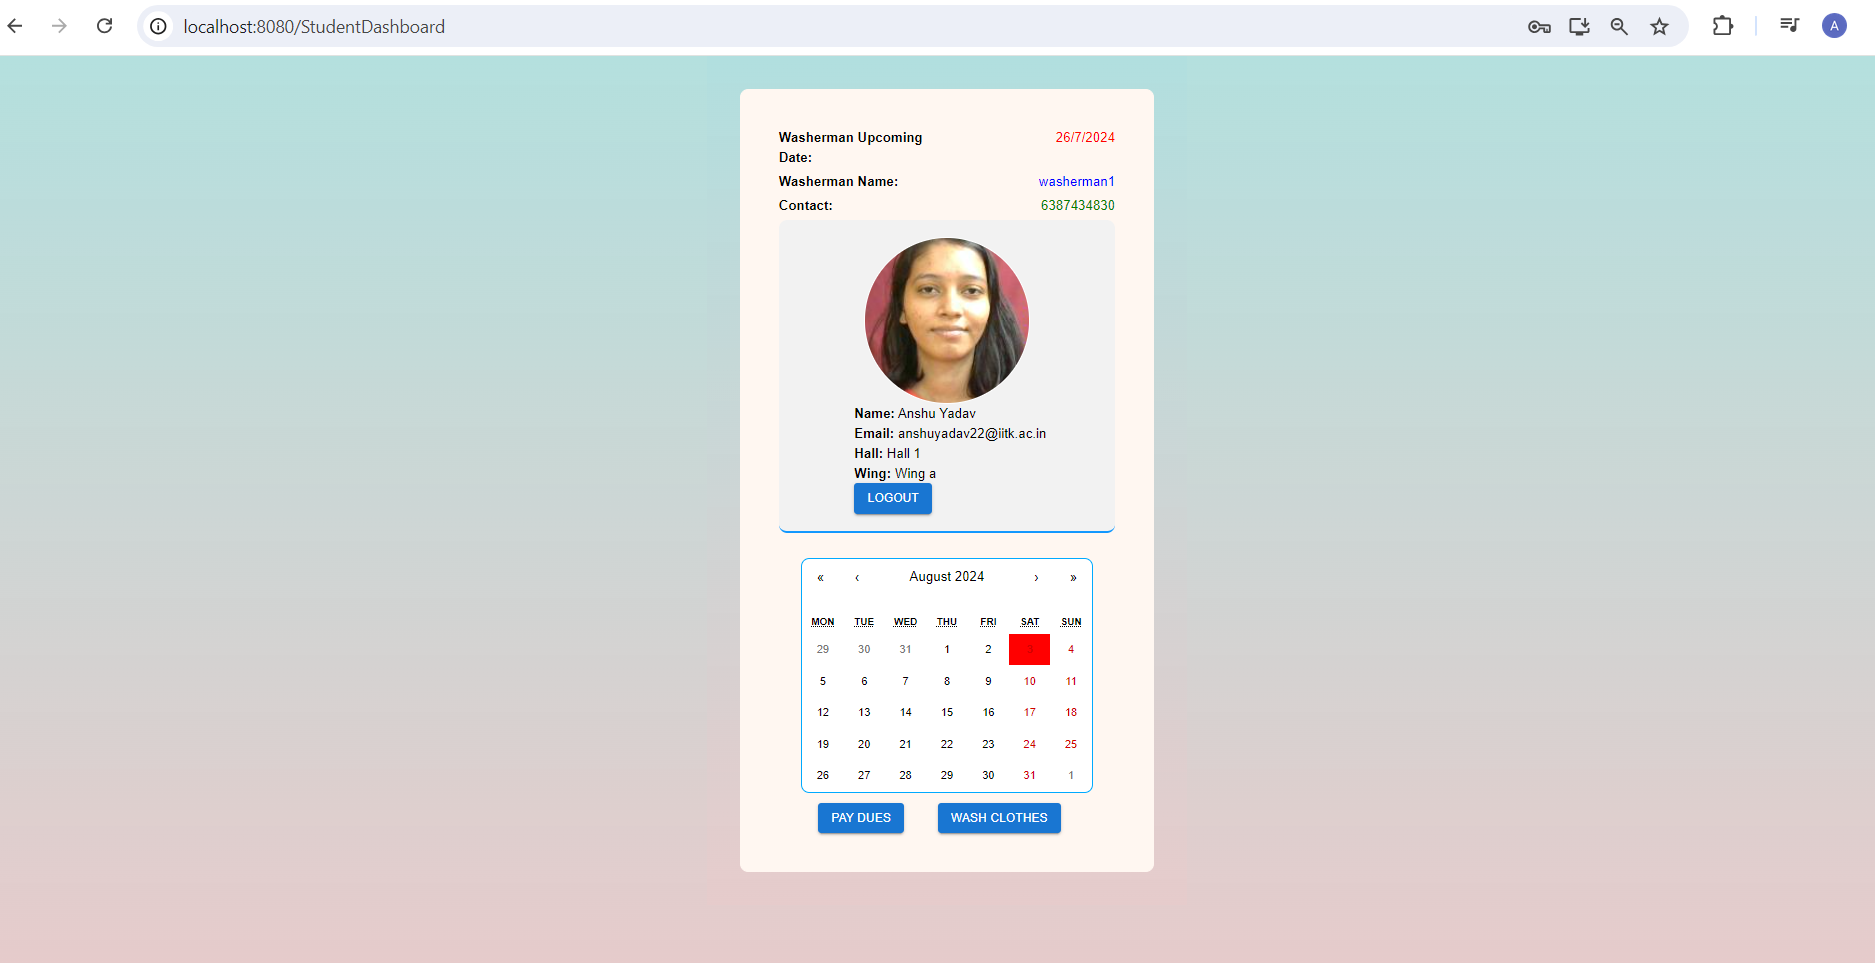 localhost:8080/StudentDashboard
A
Washerman Upcoming 26/7/2024
Date:
Washerman Name: washerman1
Contact: 6387434830
Name: Anshu Yadav
Email: anshuyadav22@iitk.ac.in
Hall: Hall 1
Wing: Wing a
LOGOUT
« ‹ August 2024 › »
MON TUE WED THU FRI SAT SUN
29 30 31 1 2 3 4
5 6 7 8 9 10 11
12 13 14 15 16 17 18
19 20 21 22 23 24 25
26 27 28 29 30 31 1
PAY DUES WASH CLOTHES